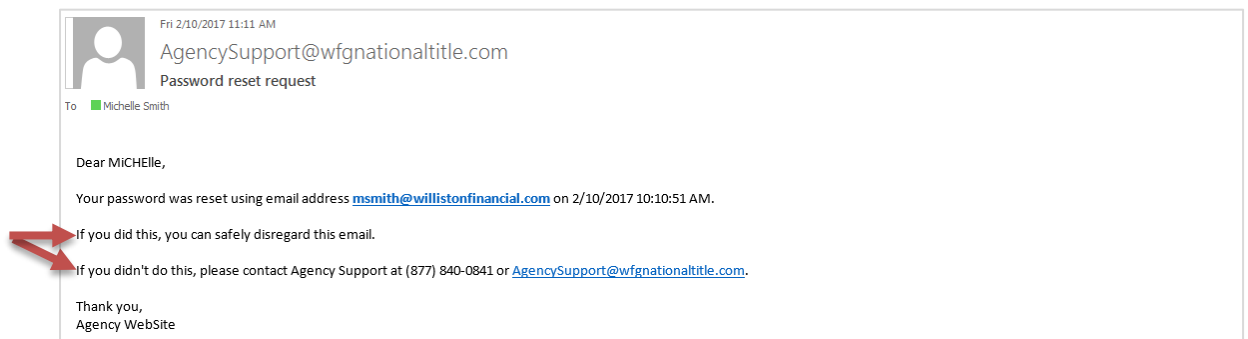 Fri 2/10/2017 11:11 AM
AgencySupport@wfgnationaltitle.com
Password reset request
To Michelle Smith
Dear MiCHElle,
Your password was reset using email address msmith@willistonfinancial.com on 2/10/2017 10:10:51 AM.
If you did this, you can safely disregard this email.
If you didn't do this, please contact Agency Support at (877) 840-0841 or AgencySupport@wfgnationaltitle.com.
Thank you,
Agency WebSite